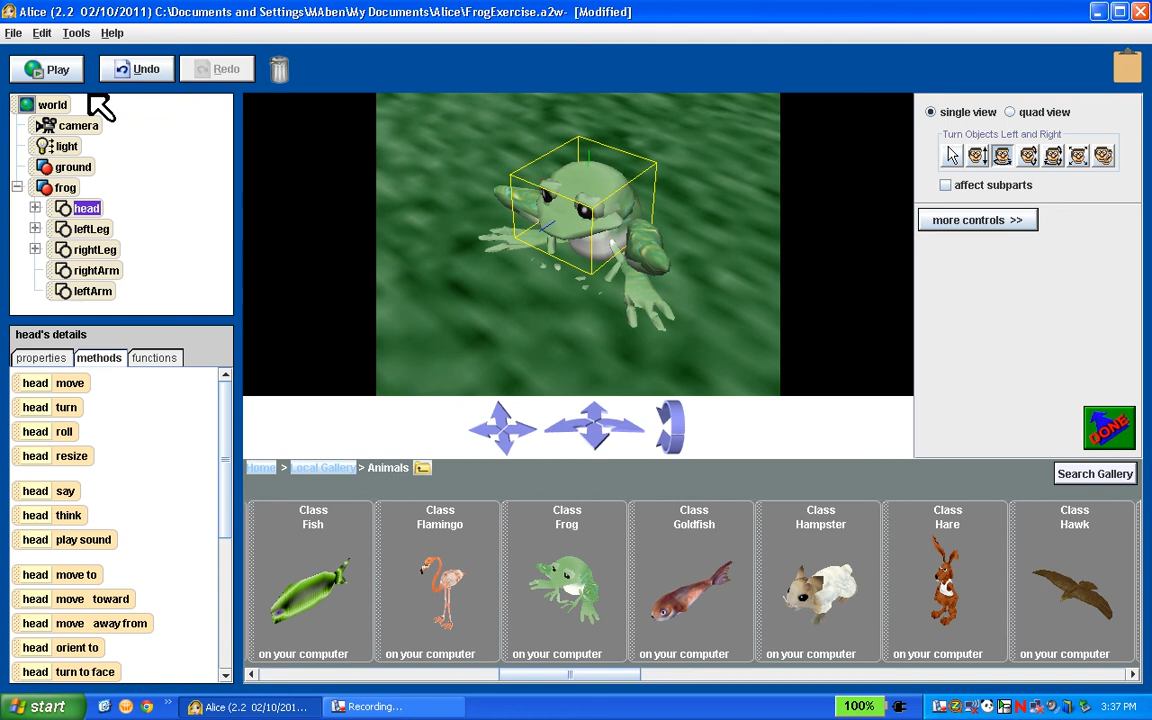 Alice (2.2 02/10/2011) C:\Documents and Settings\MAben\My Documents\Alice\FrogExercise.a2w- [Modified]
File Edit Tools Help
Play Undo Redo
world
camera
light
ground
frog
head
leftLeg
rightLeg
rightArm
leftArm
single view quad view
Turn Objects Left and Right
affect subparts
more controls >>
DONE
head's details
properties methods functions
head move
head turn
head roll
head resize
head say
head think
head play sound
head move to
head move toward
head move away from
head orient to
head turn to face
Home > Local Gallery > Animals
Search Gallery
Class
Fish
on your computer
Class
Flamingo
on your computer
Class
Frog
on your computer
Class
Goldfish
on your computer
Class
Hampster
on your computer
Class
Hare
on your computer
Class
Hawk
on your computer
start Alice (2.2 02/10/201... Recording... 100% 3:37 PM